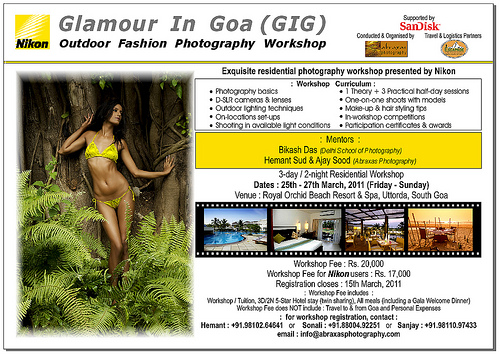 Nikon
Glamour In Goa (GIG)
Outdoor Fashion Photography Workshop
Supported by
SanDisk
Conducted & Organised by
Travel & Logistics Partners
abraxas
Exquisite residential photography workshop presented by Nikon
: Workshop Curriculum :
• Photography basics
• D-SLR cameras & lenses
• Outdoor lighting techniques
• On-locations set-ups
• Shooting in available light conditions
• 1 Theory + 3 Practical half-day sessions
• One-on-one shoots with models
• Make-up & hair styling tips
• In-workshop competitions
• Participation certificates & awards
: Mentors :
Bikash Das (Delhi School of Photography)
Hemant Sud & Ajay Sood (Abraxas Photography)
3-day / 2-night Residential Workshop
Dates : 25th - 27th March, 2011 (Friday - Sunday)
Venue : Royal Orchid Beach Resort & Spa, Uttorda, South Goa
Workshop Fee : Rs. 20,000
Workshop Fee for Nikon users : Rs. 17,000
Registration closes : 15th March, 2011
: Workshop Fee includes :
Workshop / Tuition, 3D/2N 5-Star Hotel stay (twin sharing), All meals (including a Gala Welcome Dinner)
Workshop Fee does NOT include : Travel to & from Goa and Personal Expenses
: for workshop registration, contact :
Hemant : +91.98102.64641 or Sonali : +91.88004.92251 or Sanjay : +91.98110.97433
email : info@abraxasphotography.com